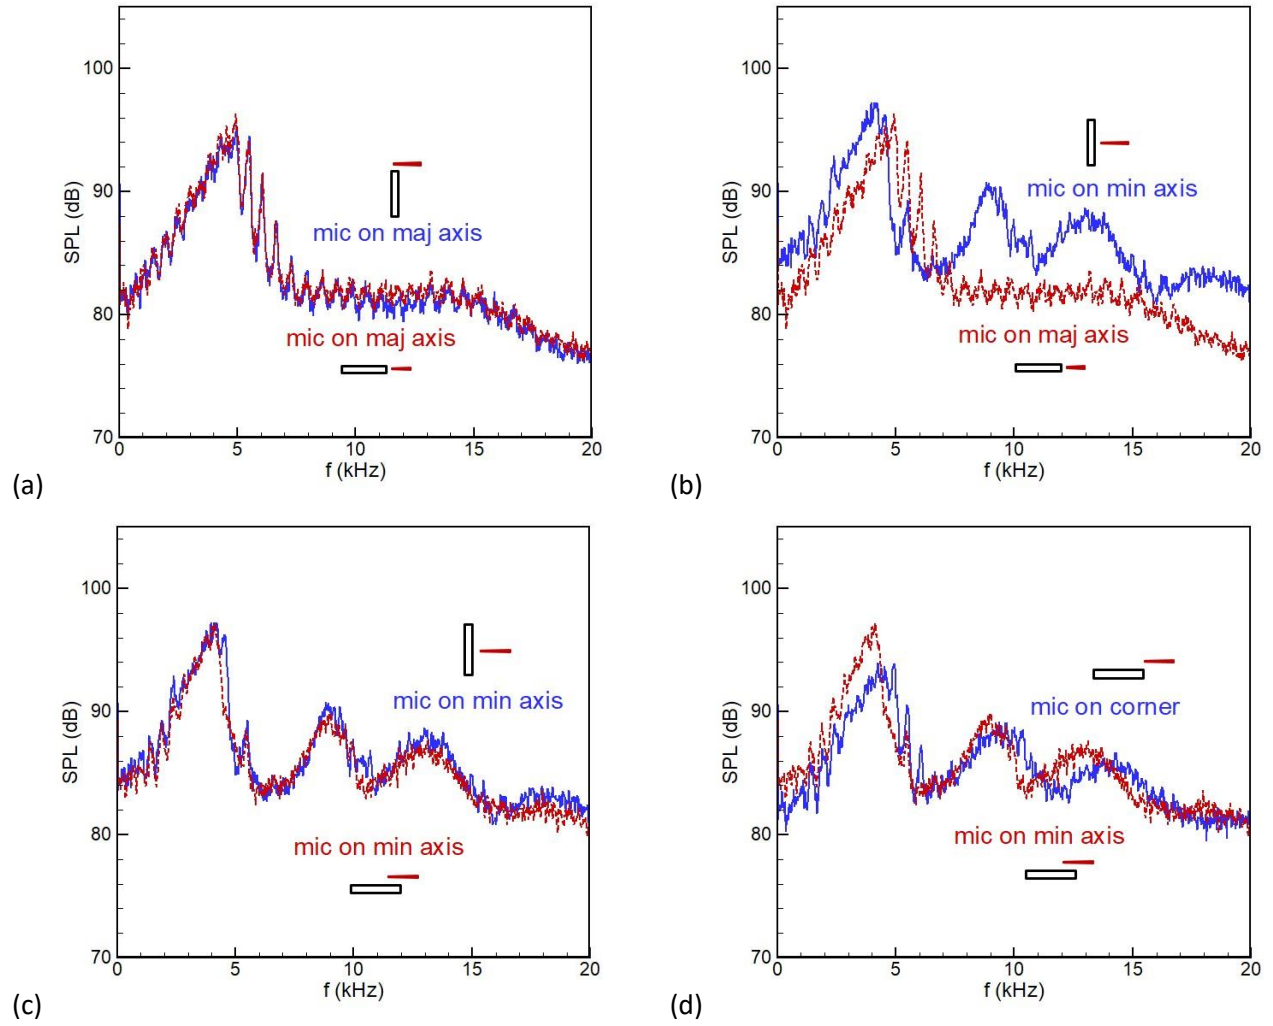 100
90
80
70
SPL (dB)
mic on maj axis
mic on maj axis
0 5 10 15 20
f (kHz)
(a)
100
90
80
70
SPL (dB)
mic on min axis
mic on maj axis
0 5 10 15 20
f (kHz)
(b)
100
90
80
70
SPL (dB)
mic on min axis
mic on min axis
0 5 10 15 20
f (kHz)
(c)
100
90
80
70
SPL (dB)
mic on corner
mic on min axis
0 5 10 15 20
f (kHz)
(d)